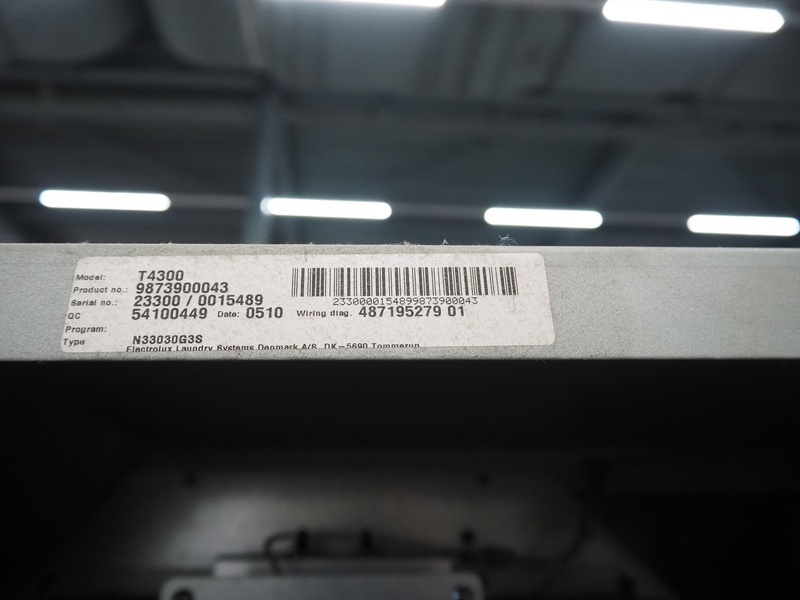 Model: T4300
Product no.: 9873900043
Serial no.: 23300 / 0015489
2330000154899873900043
QC 54100449 Date: 0510 Wiring diag. 487195279 01
Program:
Type N33030G3S
Electrolux Laundry Systems Denmark A/S, DK-5690 Tommerup